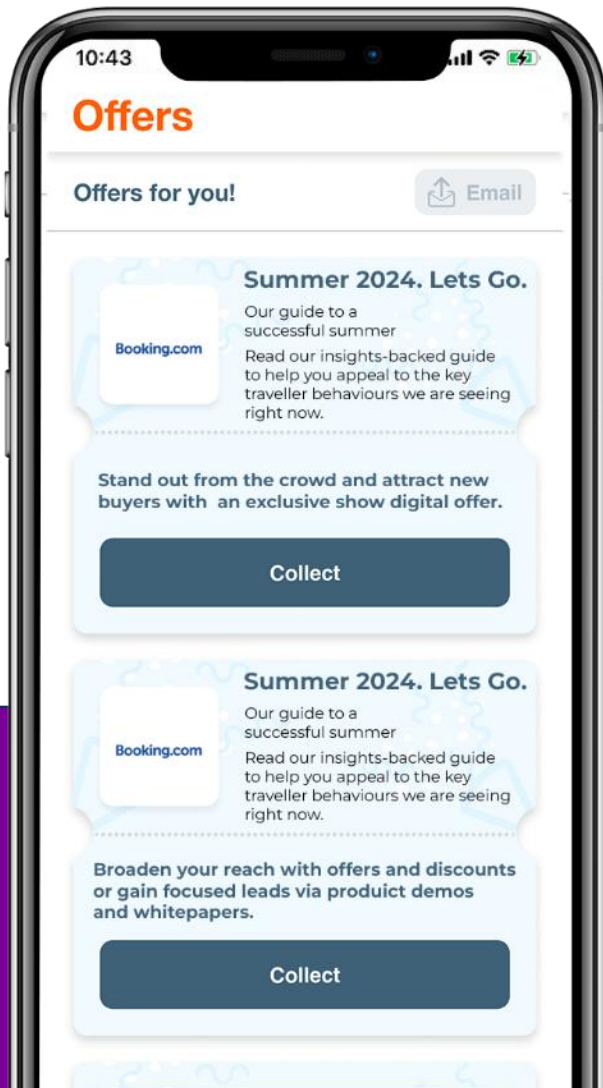 10:43
Offers
Offers for you!
Email
Summer 2024. Lets Go.
Our guide to a
successful summer
Booking.com
Read our insights-backed guide
to help you appeal to the key
traveller behaviours we are seeing
right now.
Stand out from the crowd and attract new
buyers with  an exclusive show digital offer.
Collect
Summer 2024. Lets Go.
Our guide to a
successful summer
Booking.com
Read our insights-backed guide
to help you appeal to the key
traveller behaviours we are seeing
right now.
Broaden your reach with offers and discounts
or gain focused leads via produict demos
and whitepapers.
Collect